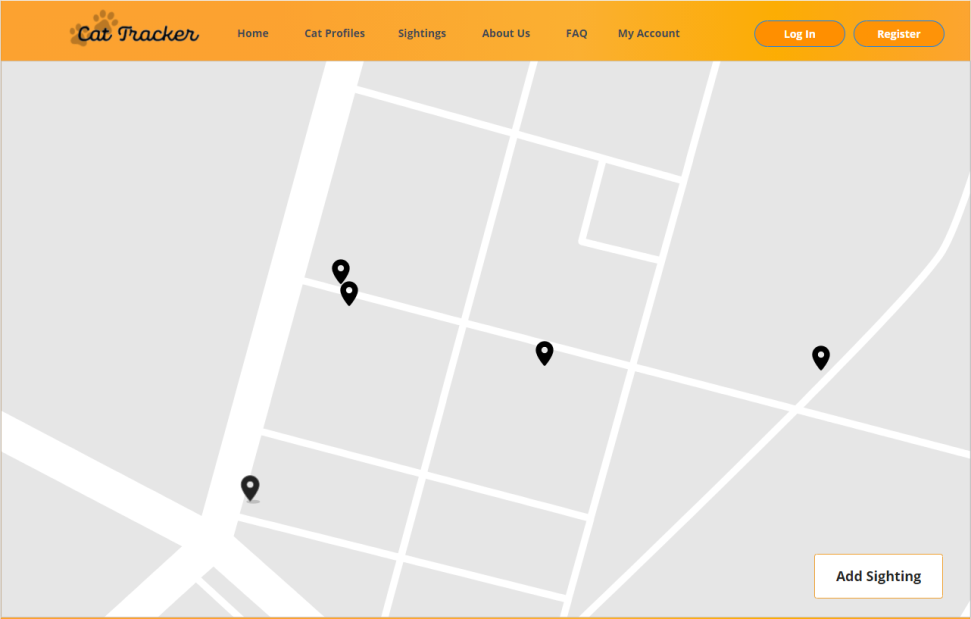 Cat Tracker
Home Cat Profiles Sightings About Us FAQ My Account Log In Register
Add Sighting